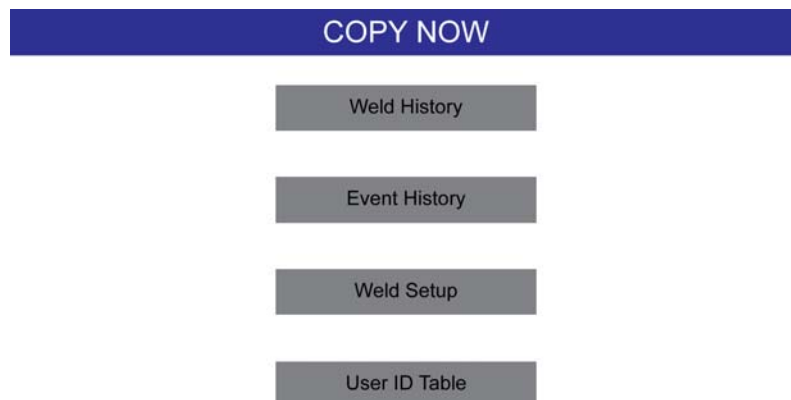 COPY NOW
Weld History
Event History
Weld Setup
User ID Table